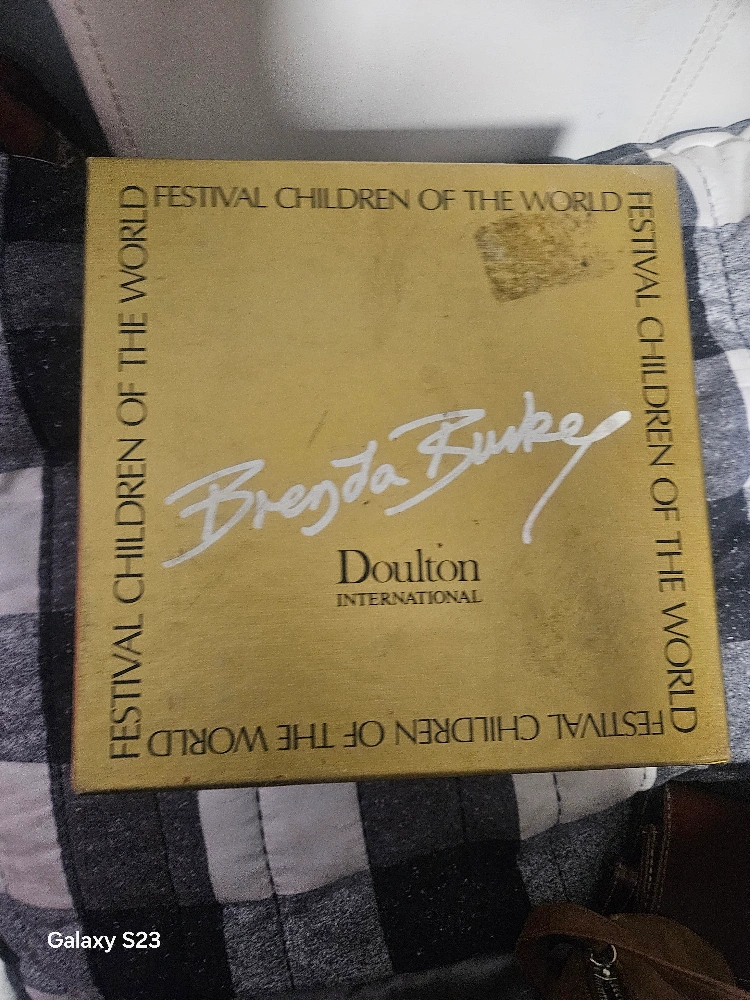 FESTIVAL CHILDREN OF THE WORLD
FESTIVAL CHILDREN OF THE WORLD
FESTIVAL CHILDREN OF THE WORLD
Brenda Burke
Doulton
INTERNATIONAL
FESTIVAL CHILDREN OF THE WORLD
Galaxy S23